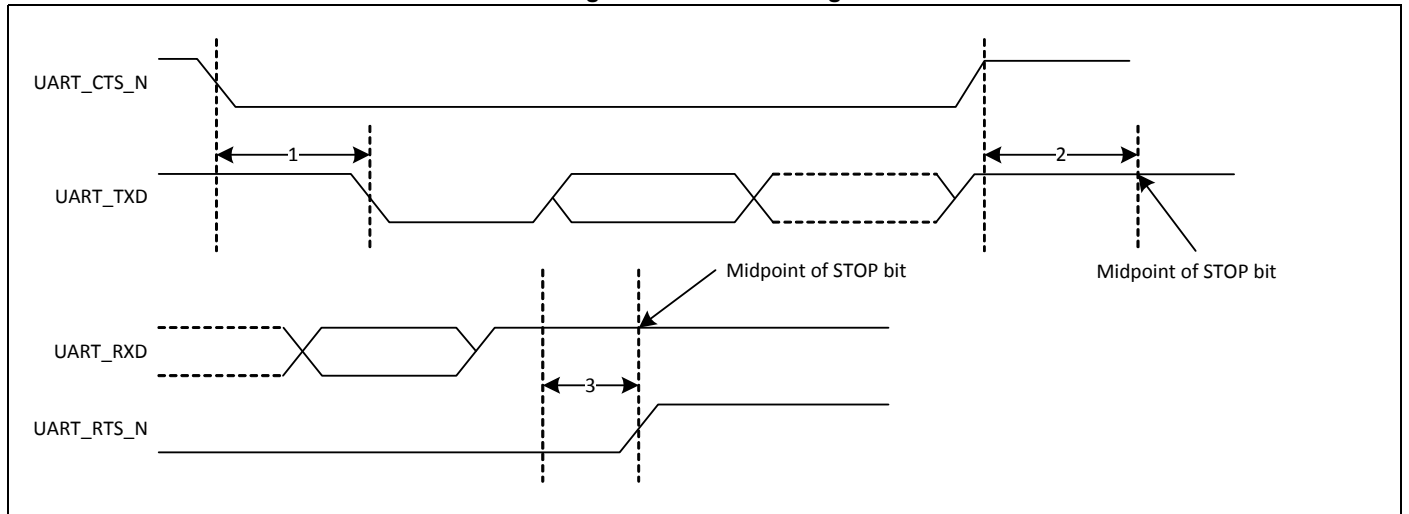 UART_CTS_N
1
2
UART_TXD
Midpoint of STOP bit
Midpoint of STOP bit
UART_RXD
3
UART_RTS_N